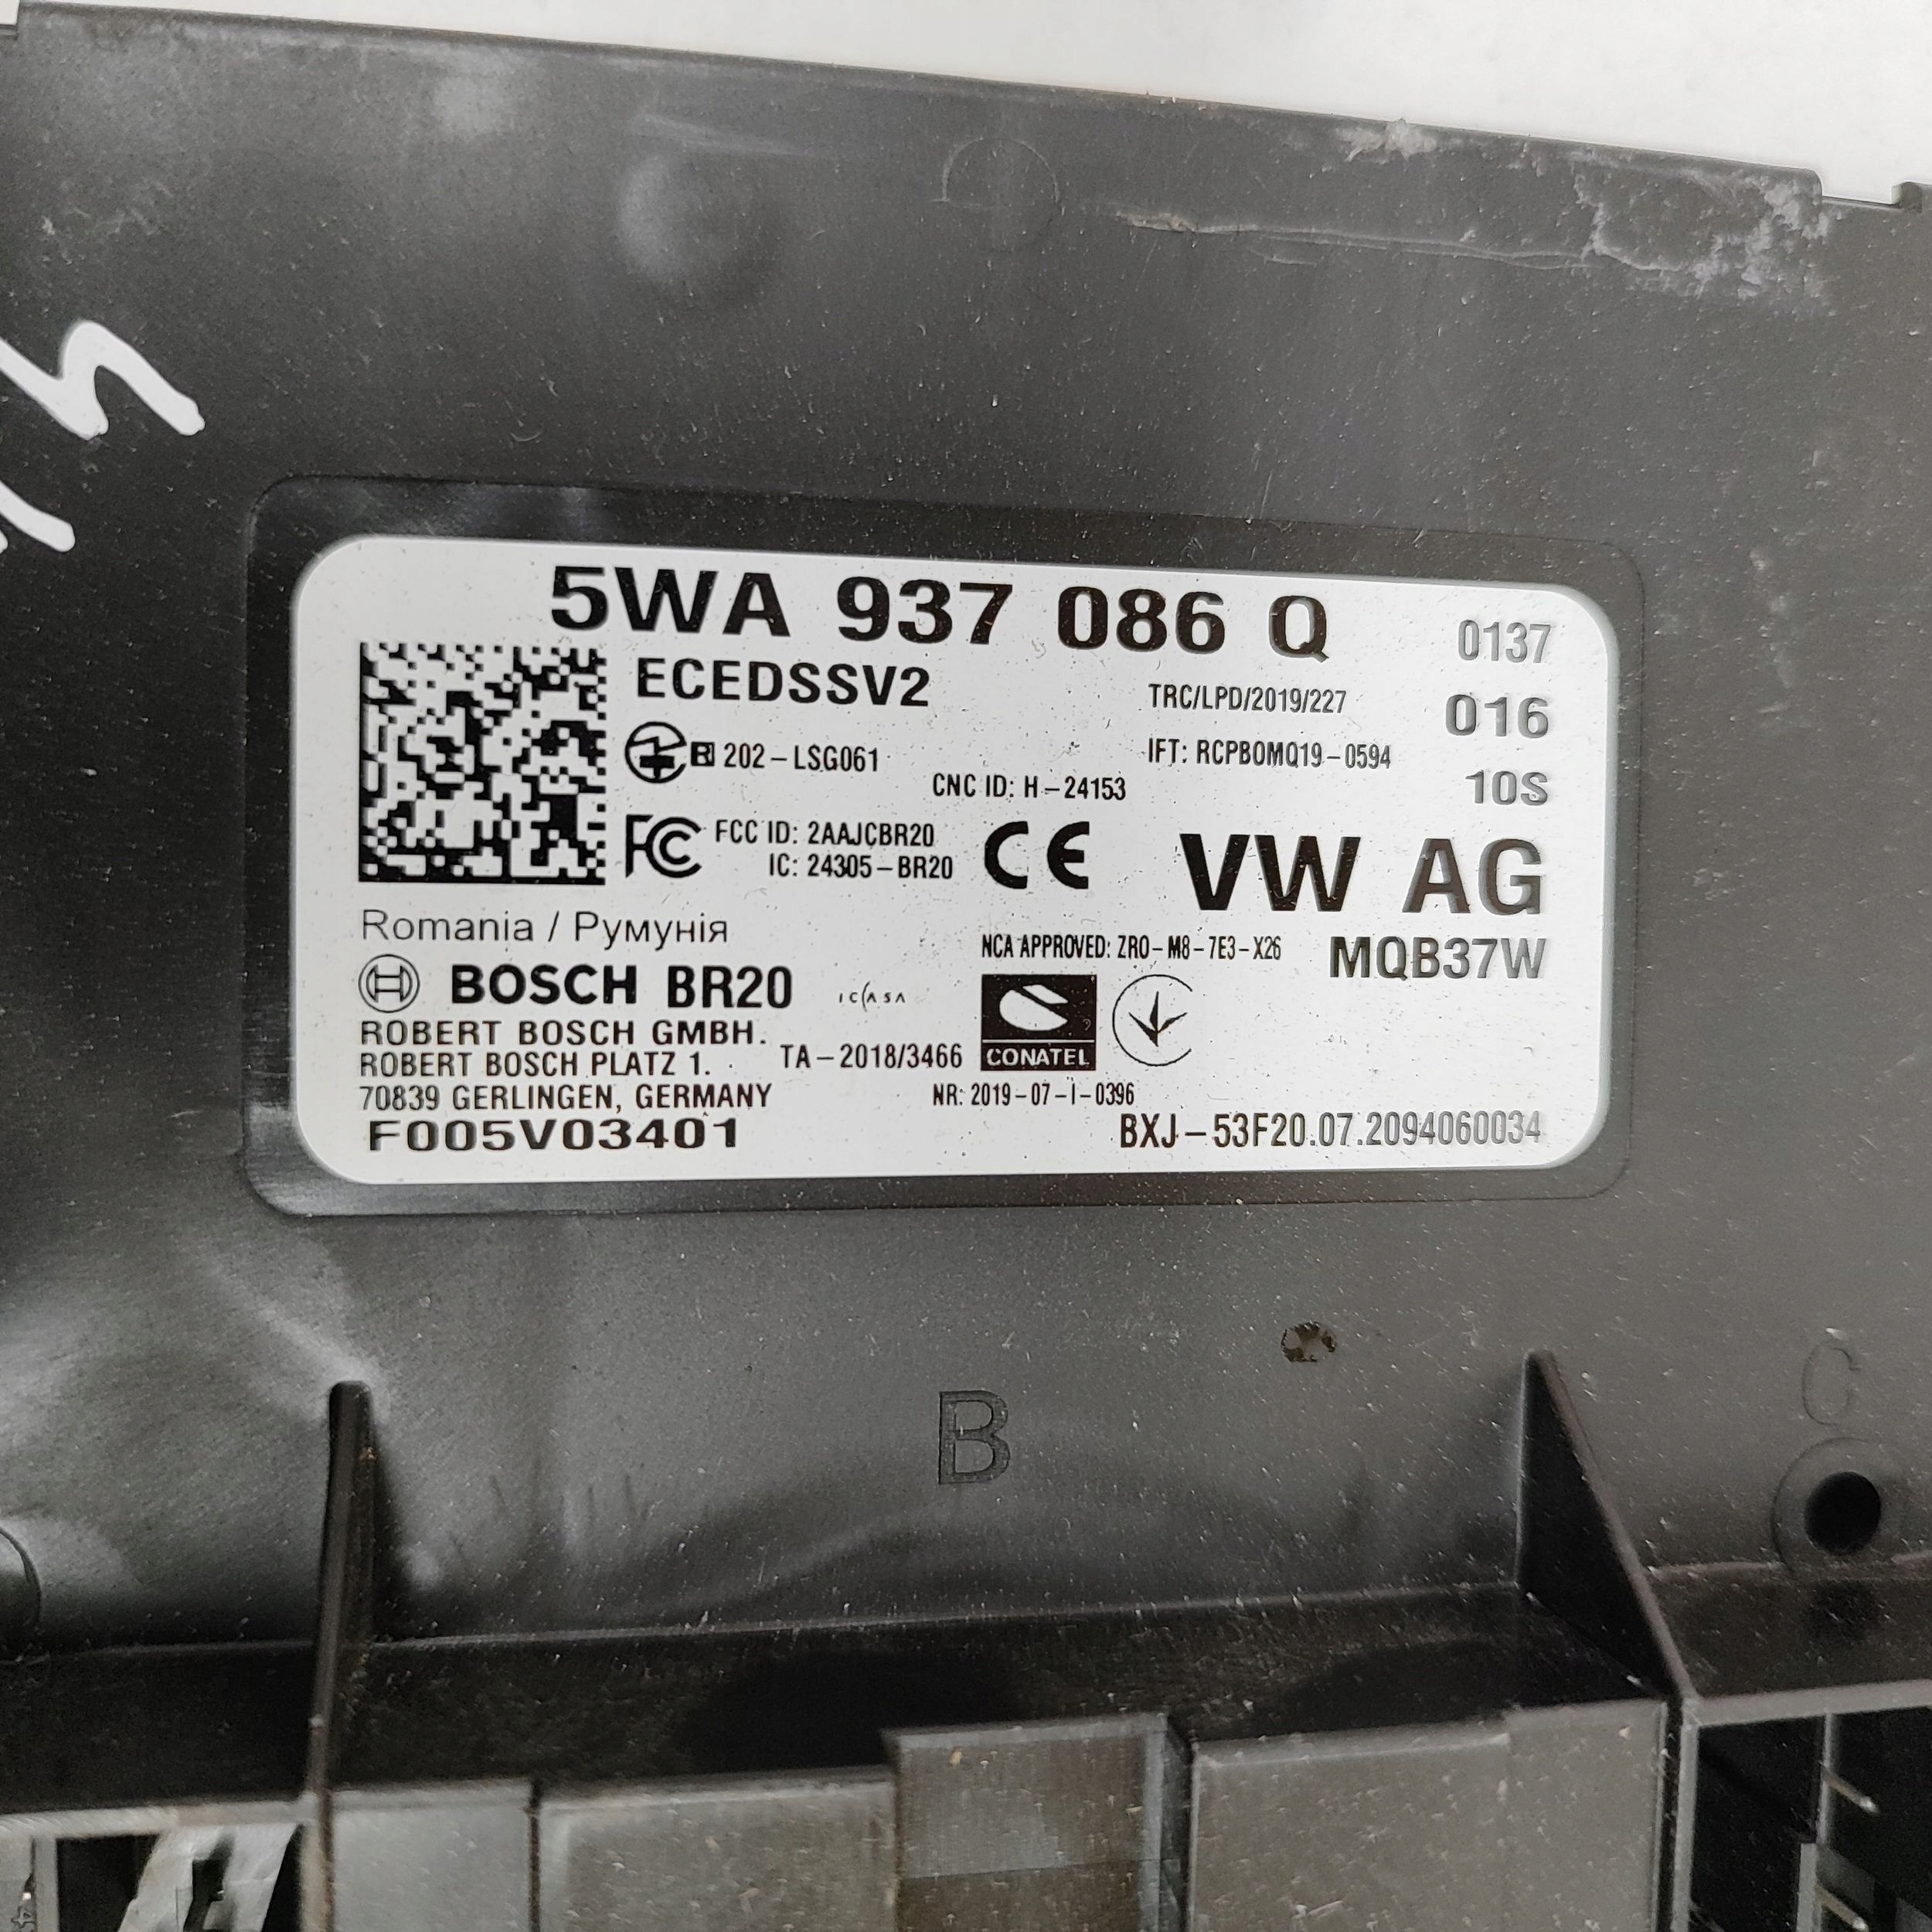 5WA 937 086 Q
0137
ECEDSSV2
TRC/LPD/2019/227
016
R 202-LSG061
IFT: RCPBOMQ19-0594
CNC ID: H-24153
10S
FC FCC ID: 2AAJCBR20
IC: 24305-BR20
CE
VW AG
Romania / Румунія
NCA APPROVED: ZRO-M8-7E3-X26
MQB37W
BOSCH BR20
ICASA
ROBERT BOSCH GMBH.
ROBERT BOSCH PLATZ 1.
TA-2018/3466
CONATEL
70839 GERLINGEN, GERMANY
NR: 2019-07-I-0396
F005V03401
BXJ-53F20.07.2094060034
B
C